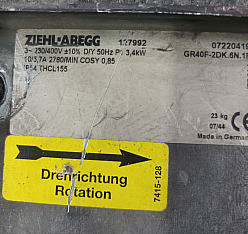 ZIEHL-ABEGG 127992 07220419
3~ 230/400V ±10% D/Y 50Hz P: 3,4kW GR40F-2DK.6N.1
10/5,7A 2780/MIN COSY 0,85
IP54 THCL155
Made in German
23 kg
07/44
Drehrichtung
Rotation
7415-128